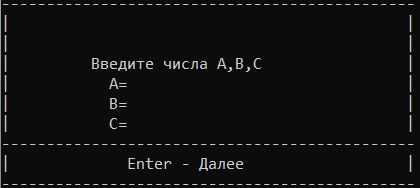 Введите числа A,B,C
A=
B=
C=
Enter - Далее